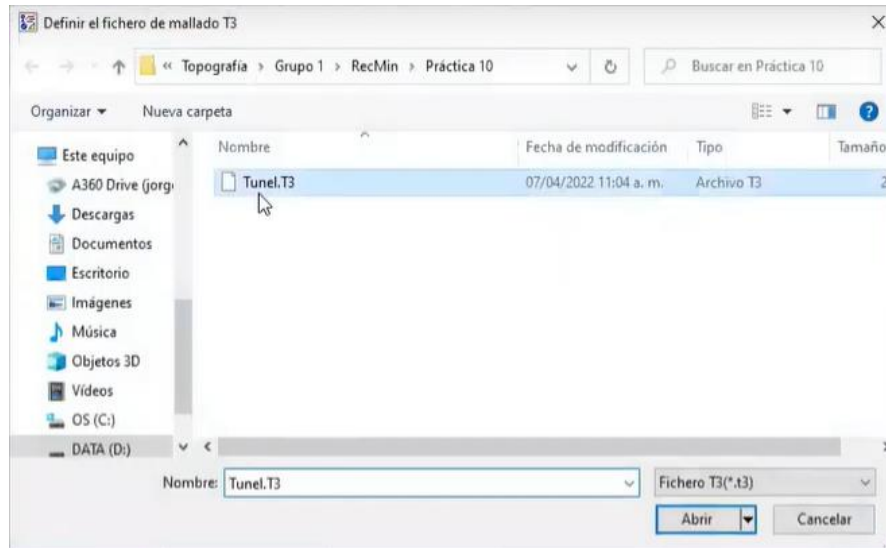 Definir el fichero de mallado T3
« Topografía > Grupo 1 > RecMin > Práctica 10
Buscar en Práctica 10
Organizar
Nueva carpeta
Nombre
Fecha de modificación
Tipo
Tamaño
Este equipo
A360 Drive (jorg
Descargas
Documentos
Escritorio
Imágenes
Música
Objetos 3D
Vídeos
OS (C:)
DATA (D:)
Tunel.T3
07/04/2022 11:04 a. m.
Archivo T3
2
Nombre: Tunel.T3
Fichero T3(*.t3)
Abrir
Cancelar